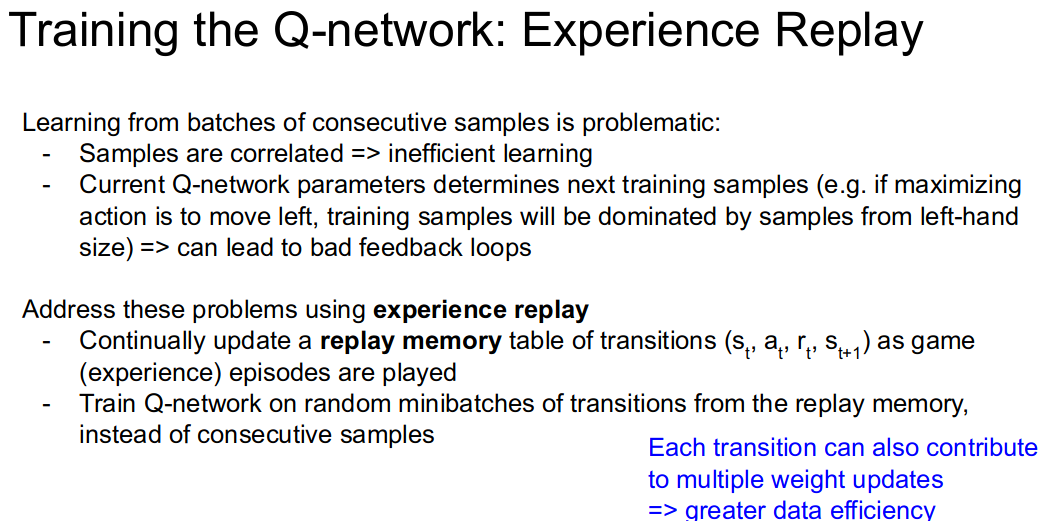 Training the Q-network: Experience Replay
Learning from batches of consecutive samples is problematic:
- Samples are correlated => inefficient learning
- Current Q-network parameters determines next training samples (e.g. if maximizing
action is to move left, training samples will be dominated by samples from left-hand
size) => can lead to bad feedback loops
Address these problems using experience replay
- Continually update a replay memory table of transitions (sₜ, aₜ, rₜ, sₜ₊₁) as game
(experience) episodes are played
- Train Q-network on random minibatches of transitions from the replay memory,
instead of consecutive samples
Each transition can also contribute
to multiple weight updates
=> greater data efficiency